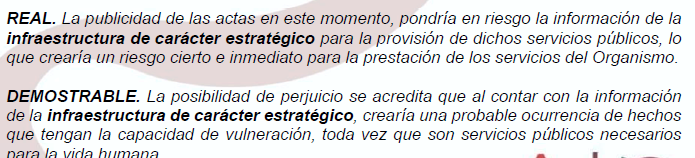 REAL. La publicidad de las actas en este momento, pondría en riesgo la información de la
infraestructura de carácter estratégico para la provisión de dichos servicios públicos, lo
que crearía un riesgo cierto e inmediato para la prestación de los servicios del Organismo.
DEMOSTRABLE. La posibilidad de perjuicio se acredita que al contar con la información
de la infraestructura de carácter estratégico, crearía una probable ocurrencia de hechos
que tengan la capacidad de vulneración, toda vez que son servicios públicos necesarios
para la vida humana